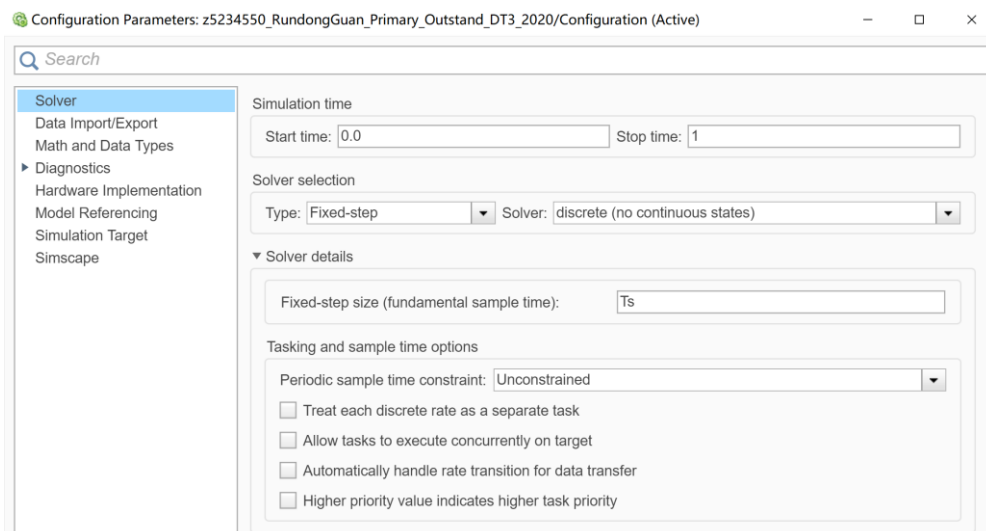 Configuration Parameters: z5234550_RundongGuan_Primary_Outstand_DT3_2020/Configuration (Active)
Search
Solver
Data Import/Export
Math and Data Types
Diagnostics
Hardware Implementation
Model Referencing
Simulation Target
Simscape
Simulation time
Start time: 0.0 Stop time: 1
Solver selection
Type: Fixed-step Solver: discrete (no continuous states)
Solver details
Fixed-step size (fundamental sample time): Ts
Tasking and sample time options
Periodic sample time constraint: Unconstrained
Treat each discrete rate as a separate task
Allow tasks to execute concurrently on target
Automatically handle rate transition for data transfer
Higher priority value indicates higher task priority